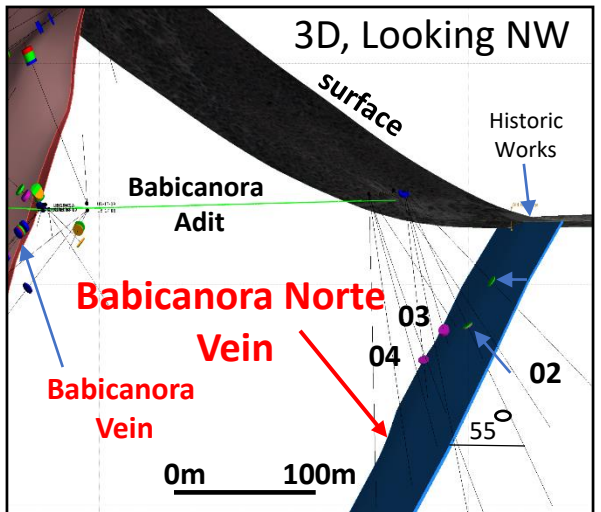 3D, Looking NW
surface
Historic
Works
Babicanora
Adit
Babicanora Norte
Vein
03
04
02
Babicanora
Vein
55
0m 100m